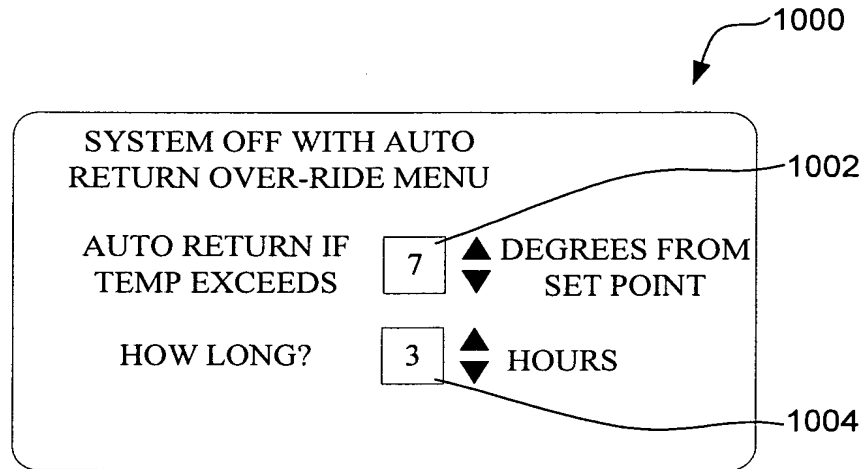 1000
SYSTEM OFF WITH AUTO
RETURN OVER-RIDE MENU
1002
AUTO RETURN IF
TEMP EXCEEDS
7
DEGREES FROM
SET POINT
HOW LONG?
3
HOURS
1004